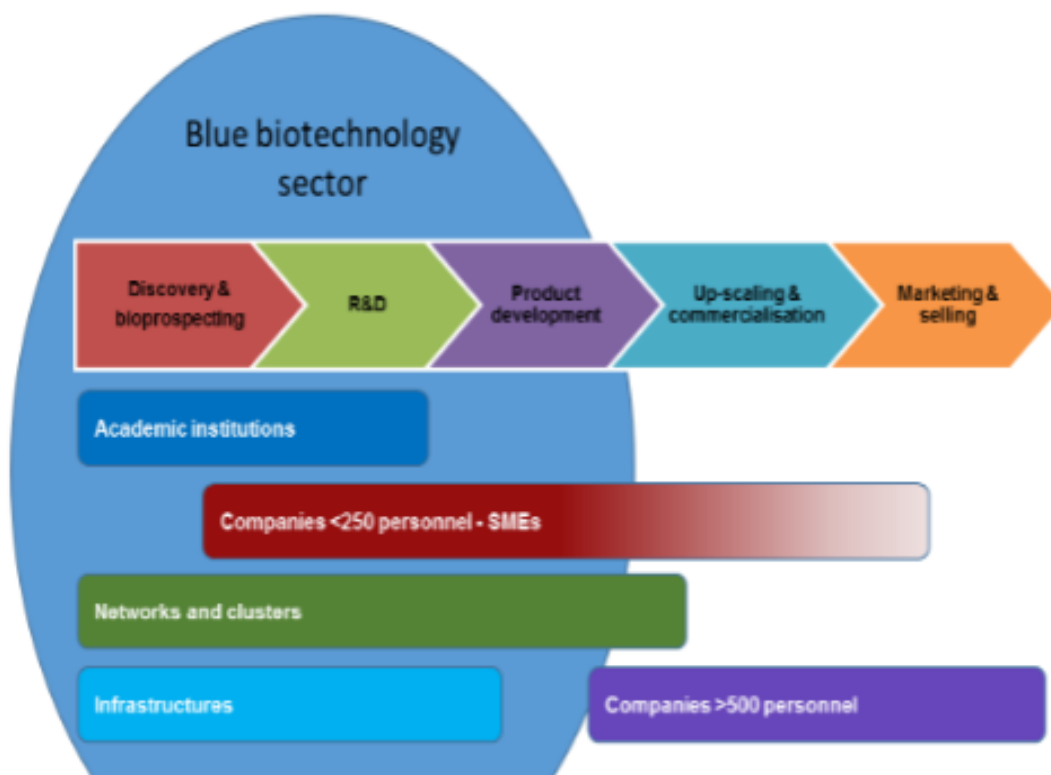 Blue biotechnology
sector
Discovery &
bioprospecting
R&D
Product
development
Up-scaling &
commercialisation
Marketing &
selling
Academic institutions
Companies <250 personnel - SMEs
Networks and clusters
Infrastructures
Companies >500 personnel